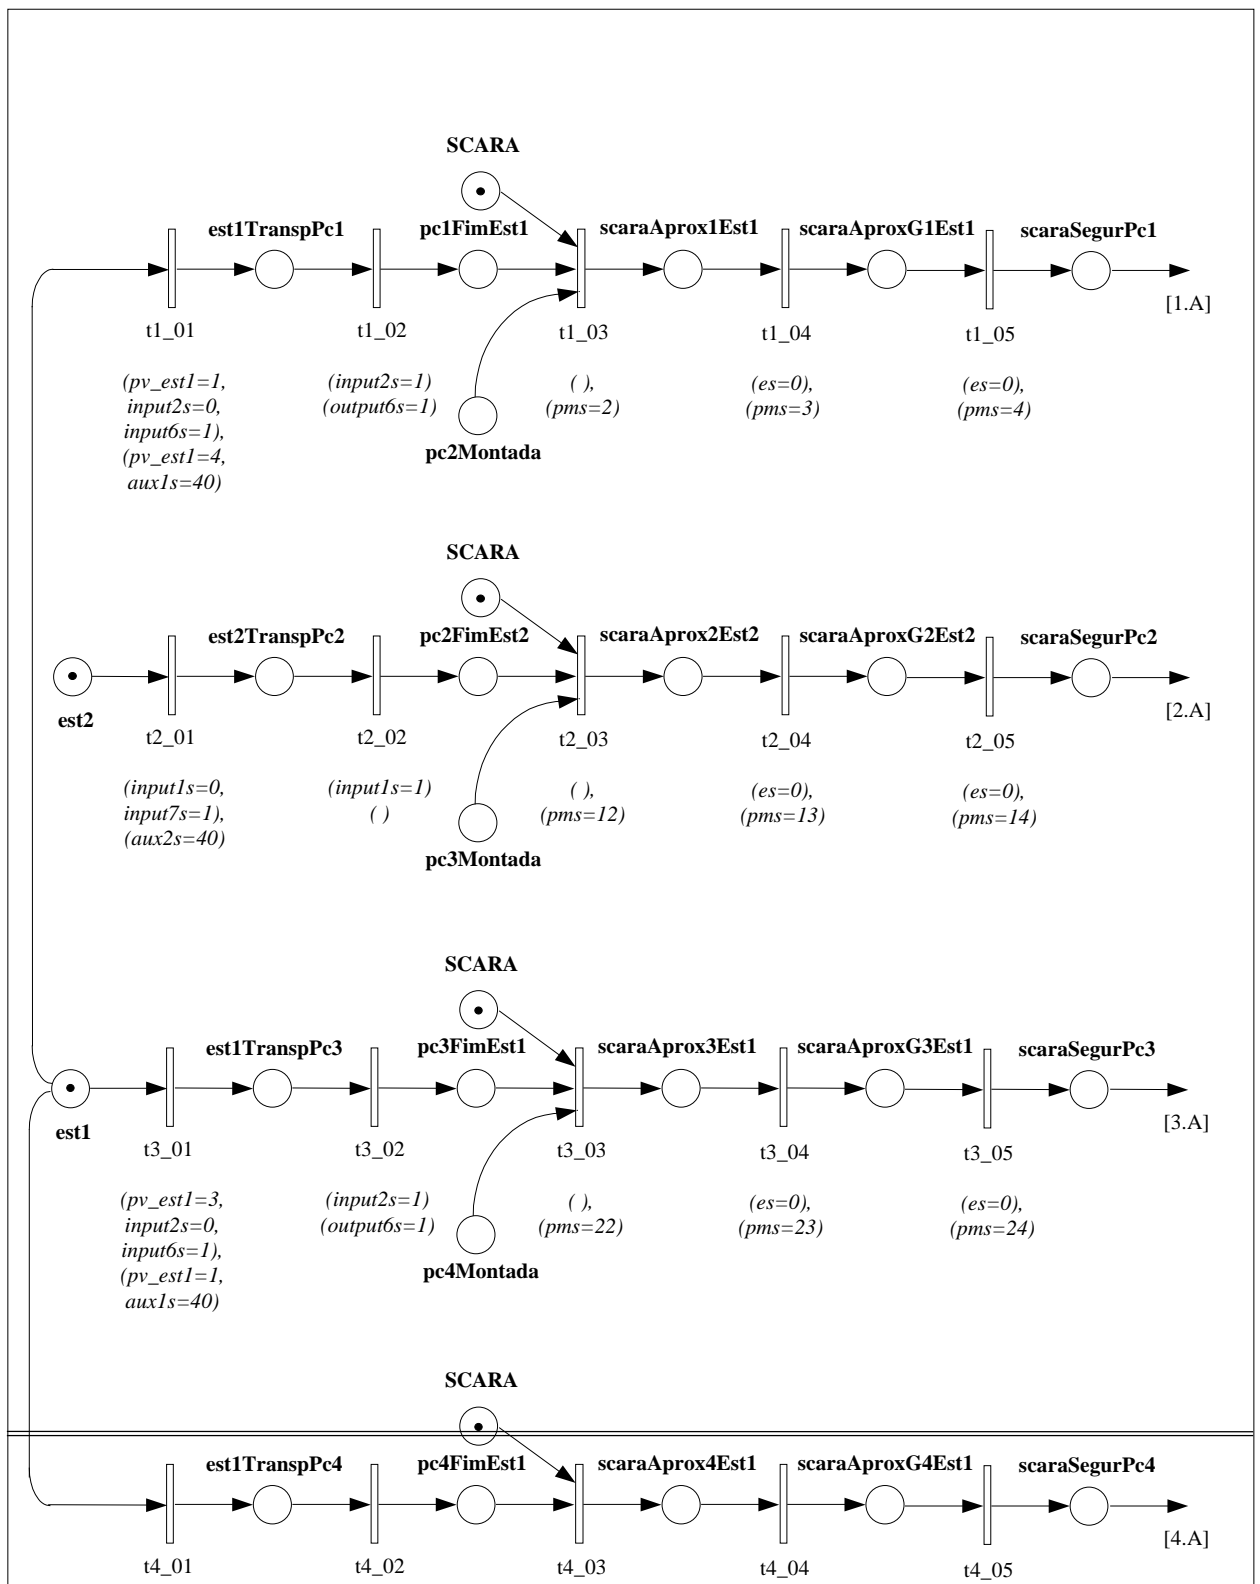 SCARA
est1TranspPc1 pc1FimEst1 scaraAprox1Est1 scaraAproxG1Est1 scaraSegurPc1
[1.A]
t1_01 t1_02 t1_03 t1_04 t1_05
(pv_est1=1, (input2s=1) ( ), (es=0), (es=0),
input2s=0, (output6s=1) (pms=2) (pms=3) (pms=4)
input6s=1),
(pv_est1=4, pc2Montada
aux1s=40)
SCARA
est2TranspPc2 pc2FimEst2 scaraAprox2Est2 scaraAproxG2Est2 scaraSegurPc2
est2 [2.A]
t2_01 t2_02 t2_03 t2_04 t2_05
(input1s=0, (input1s=1) ( ), (es=0), (es=0),
input7s=1), ( ) (pms=12) (pms=13) (pms=14)
(aux2s=40)
pc3Montada
SCARA
est1TranspPc3 pc3FimEst1 scaraAprox3Est1 scaraAproxG3Est1 scaraSegurPc3
est1 [3.A]
t3_01 t3_02 t3_03 t3_04 t3_05
(pv_est1=3, (input2s=1) ( ), (es=0), (es=0),
input2s=0, (output6s=1) (pms=22) (pms=23) (pms=24)
input6s=1),
(pv_est1=1, pc4Montada
aux1s=40)
SCARA
est1TranspPc4 pc4FimEst1 scaraAprox4Est1 scaraAproxG4Est1 scaraSegurPc4
[4.A]
t4_01 t4_02 t4_03 t4_04 t4_05